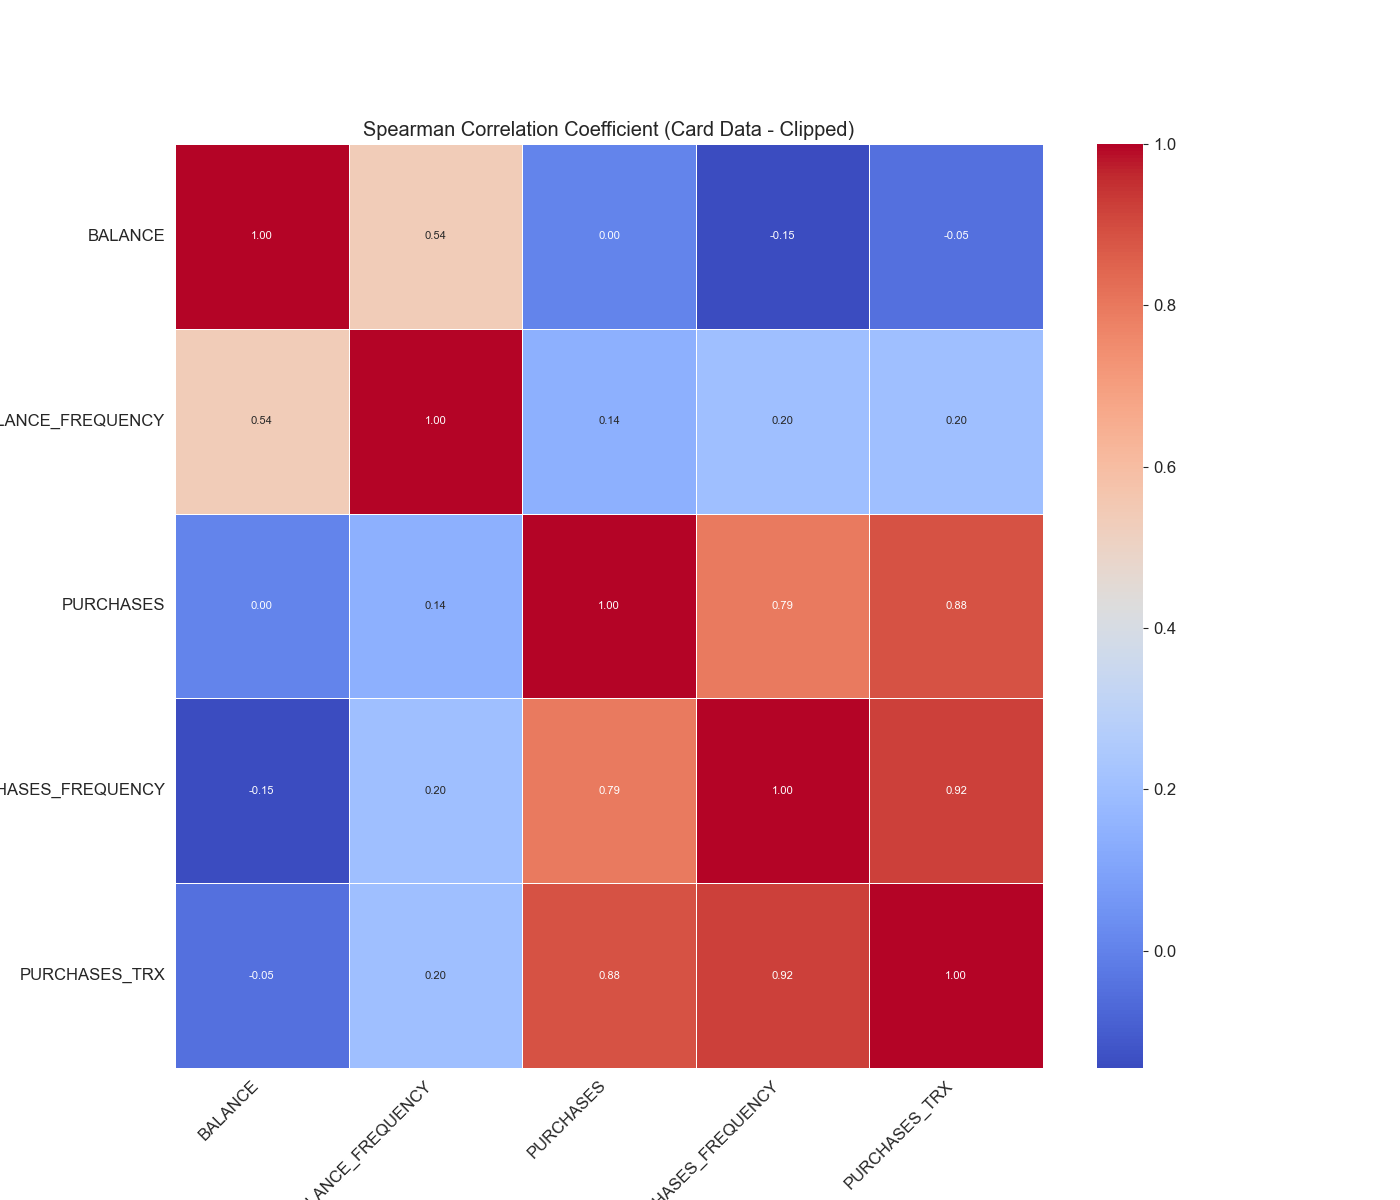 Spearman Correlation Coefficient (Card Data - Clipped)
BALANCE 1.00 0.54 0.00 -0.15 -0.05
LANCE_FREQUENCY 0.54 1.00 0.14 0.20 0.20
PURCHASES 0.00 0.14 1.00 0.79 0.88
HASES_FREQUENCY -0.15 0.20 0.79 1.00 0.92
PURCHASES_TRX -0.05 0.20 0.88 0.92 1.00
BALANCE
LANCE_FREQUENCY
PURCHASES
HASES_FREQUENCY
PURCHASES_TRX
1.0
0.8
0.6
0.4
0.2
0.0